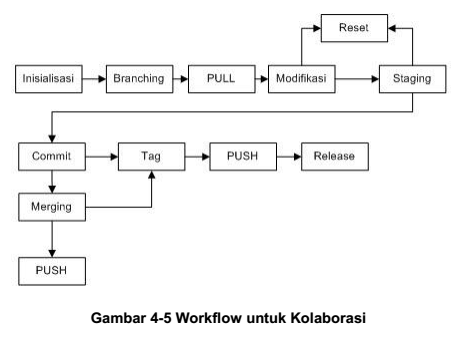 Reset
Inisialisasi
Branching
PULL
Modifikasi
Staging
Commit
Tag
PUSH
Release
Merging
PUSH
Gambar 4-5 Workflow untuk Kolaborasi